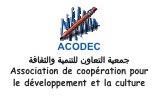 ACODEC
جمعية التعاون للتنمية والثقافة
Association de coopération pour
le développement et la culture